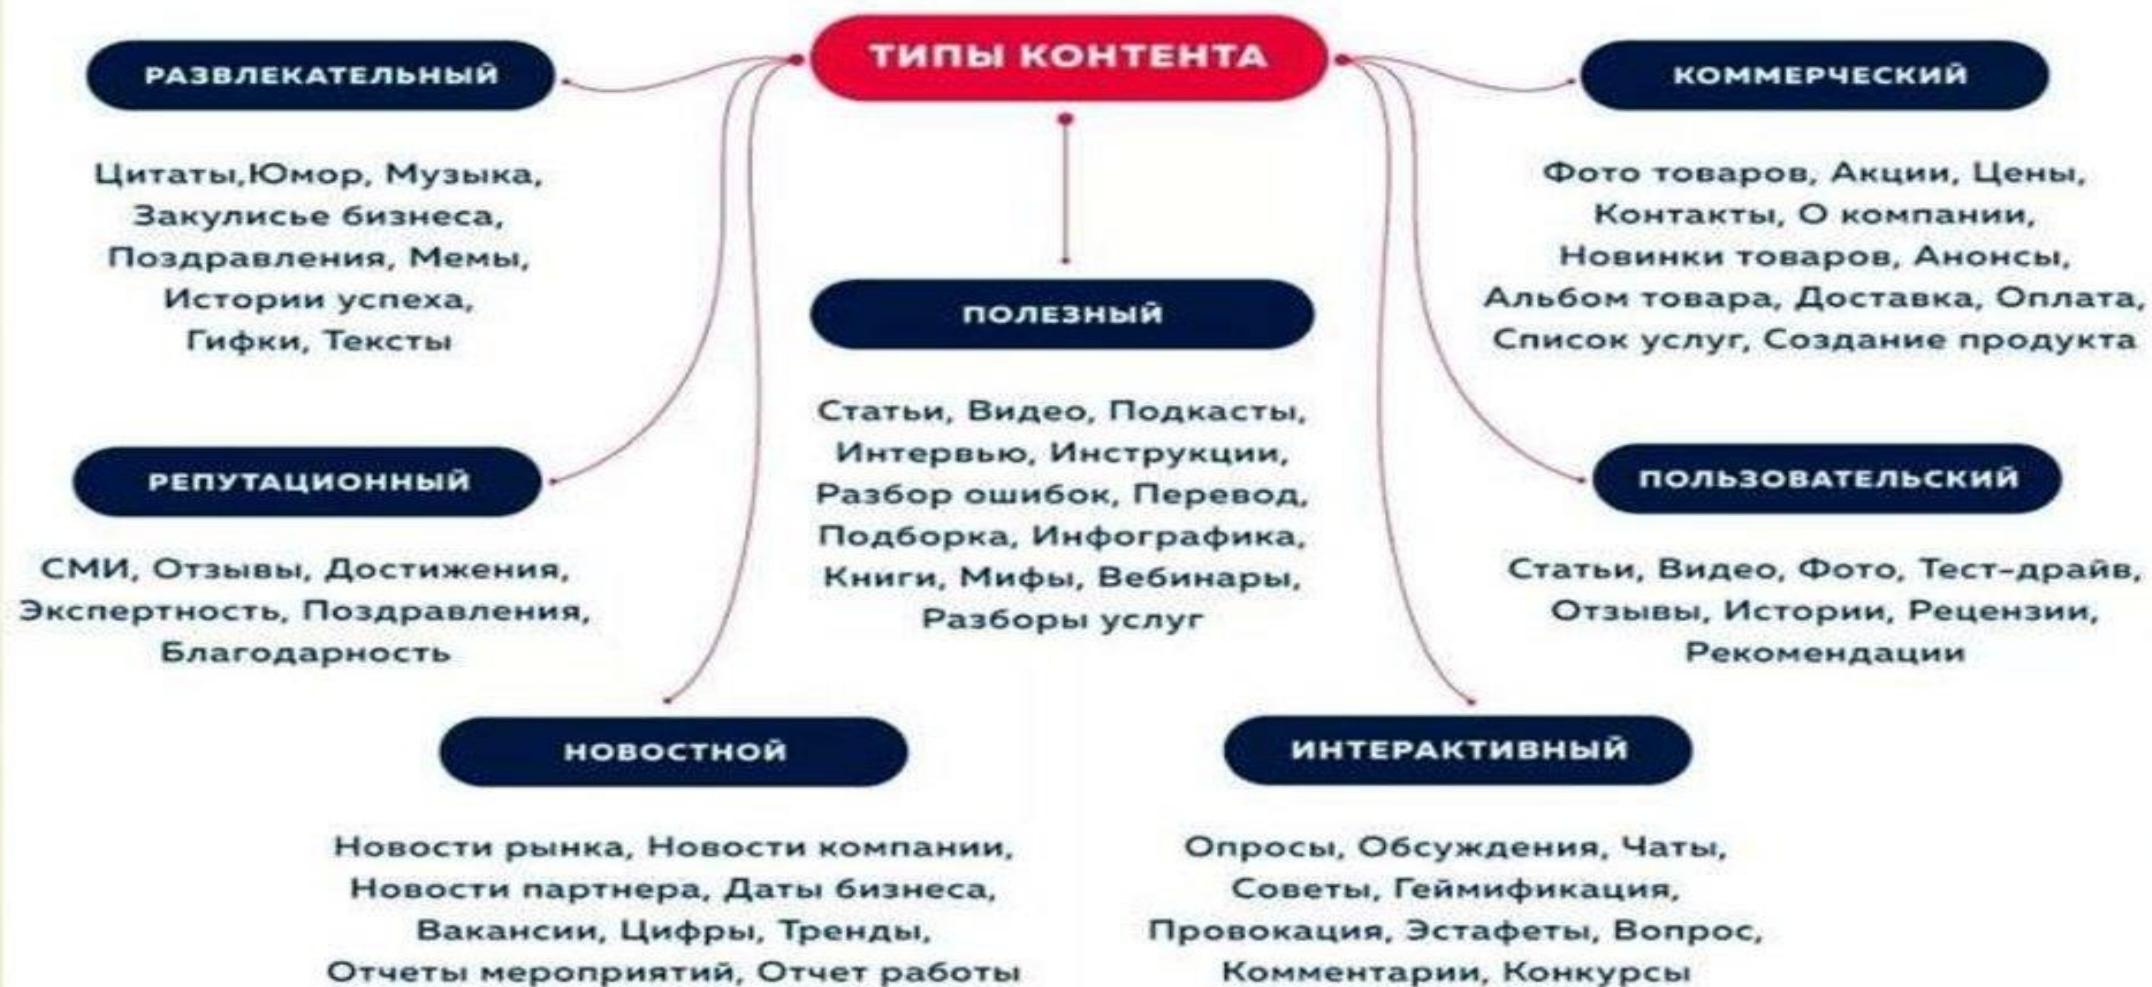 ТИПЫ КОНТЕНТА
РАЗВЛЕКАТЕЛЬНЫЙ
Цитаты,Юмор, Музыка,
Закулисье бизнеса,
Поздравления, Мемы,
Истории успеха,
Гифки, Тексты
КОММЕРЧЕСКИЙ
Фото товаров, Акции, Цены,
Контакты, О компании,
Новинки товаров, Анонсы,
Альбом товара, Доставка, Оплата,
Список услуг, Создание продукта
ПОЛЕЗНЫЙ
Статьи, Видео, Подкасты,
Интервью, Инструкции,
Разбор ошибок, Перевод,
Подборка, Инфографика,
Книги, Мифы, Вебинары,
Разборы услуг
РЕПУТАЦИОННЫЙ
СМИ, Отзывы, Достижения,
Экспертность, Поздравления,
Благодарность
ПОЛЬЗОВАТЕЛЬСКИЙ
Статьи, Видео, Фото, Тест-драйв,
Отзывы, Истории, Рецензии,
Рекомендации
НОВОСТНОЙ
Новости рынка, Новости компании,
Новости партнера, Даты бизнеса,
Вакансии, Цифры, Тренды,
Отчеты мероприятий, Отчет работы
ИНТЕРАКТИВНЫЙ
Опросы, Обсуждения, Чаты,
Советы, Геймификация,
Провокация, Эстафеты, Вопрос,
Комментарии, Конкурсы